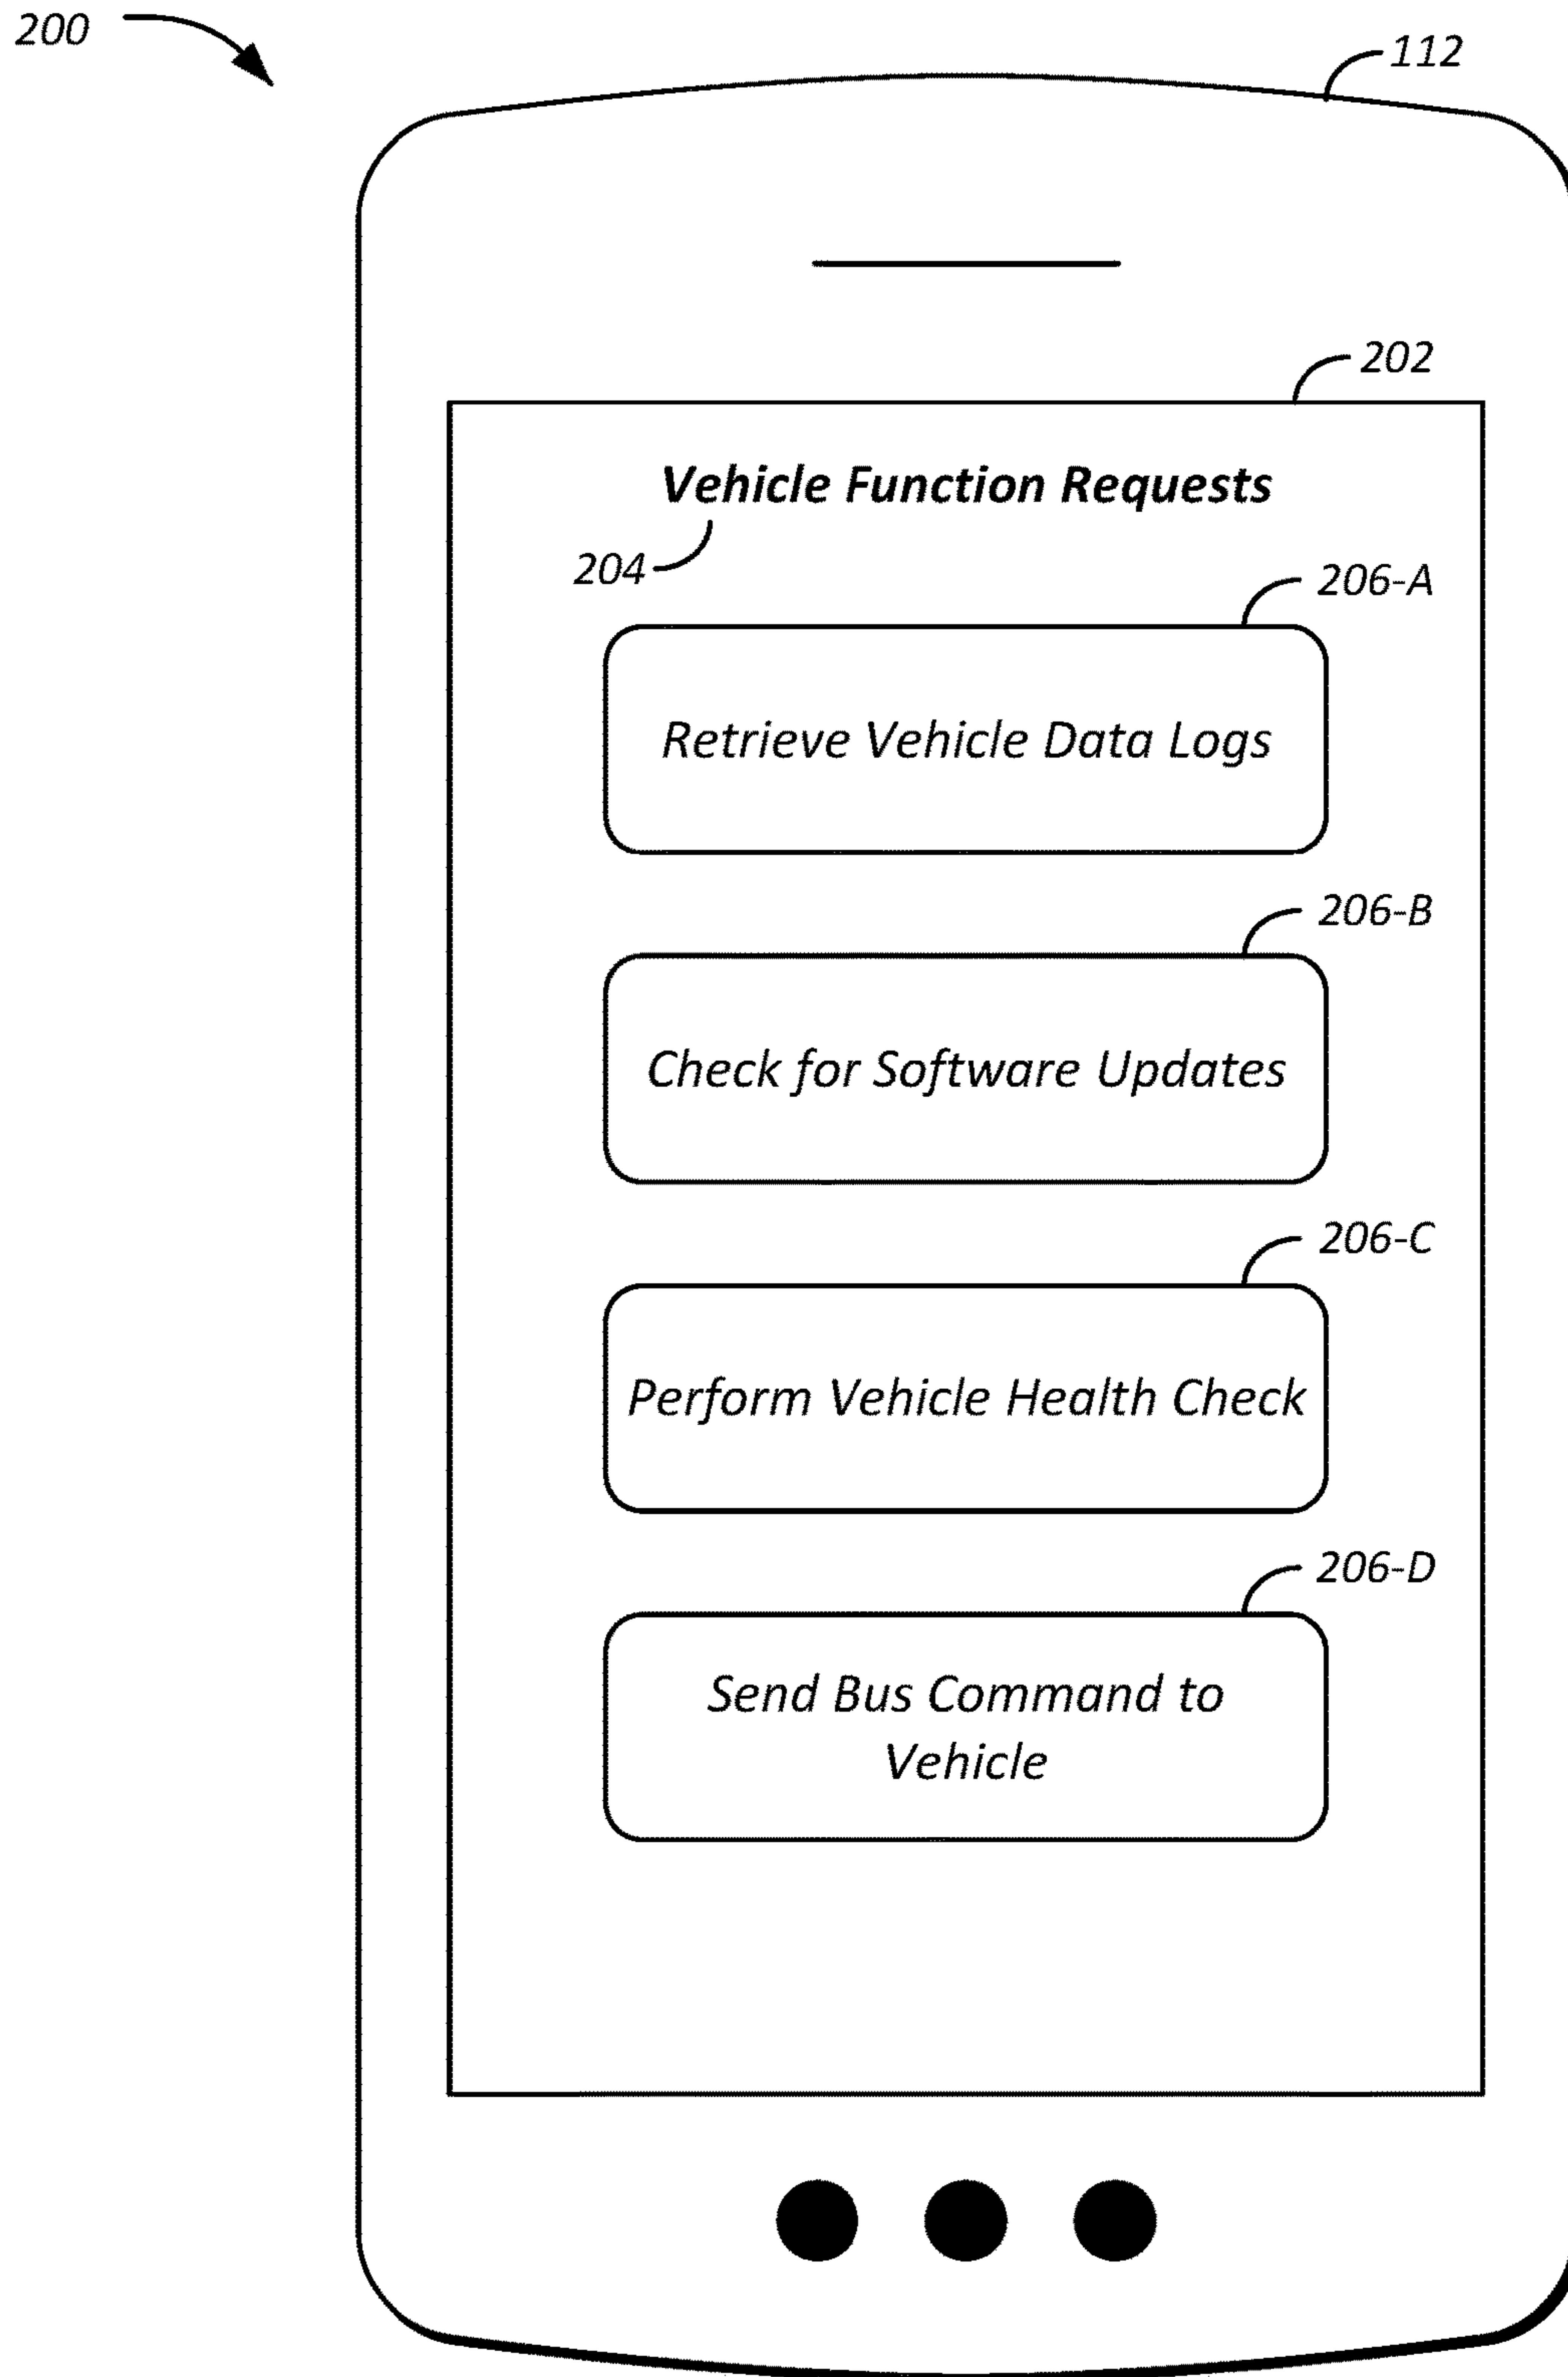 200
112
202
Vehicle Function Requests
204
206-A
Retrieve Vehicle Data Logs
206-B
Check for Software Updates
206-C
Perform Vehicle Health Check
206-D
Send Bus Command to
Vehicle